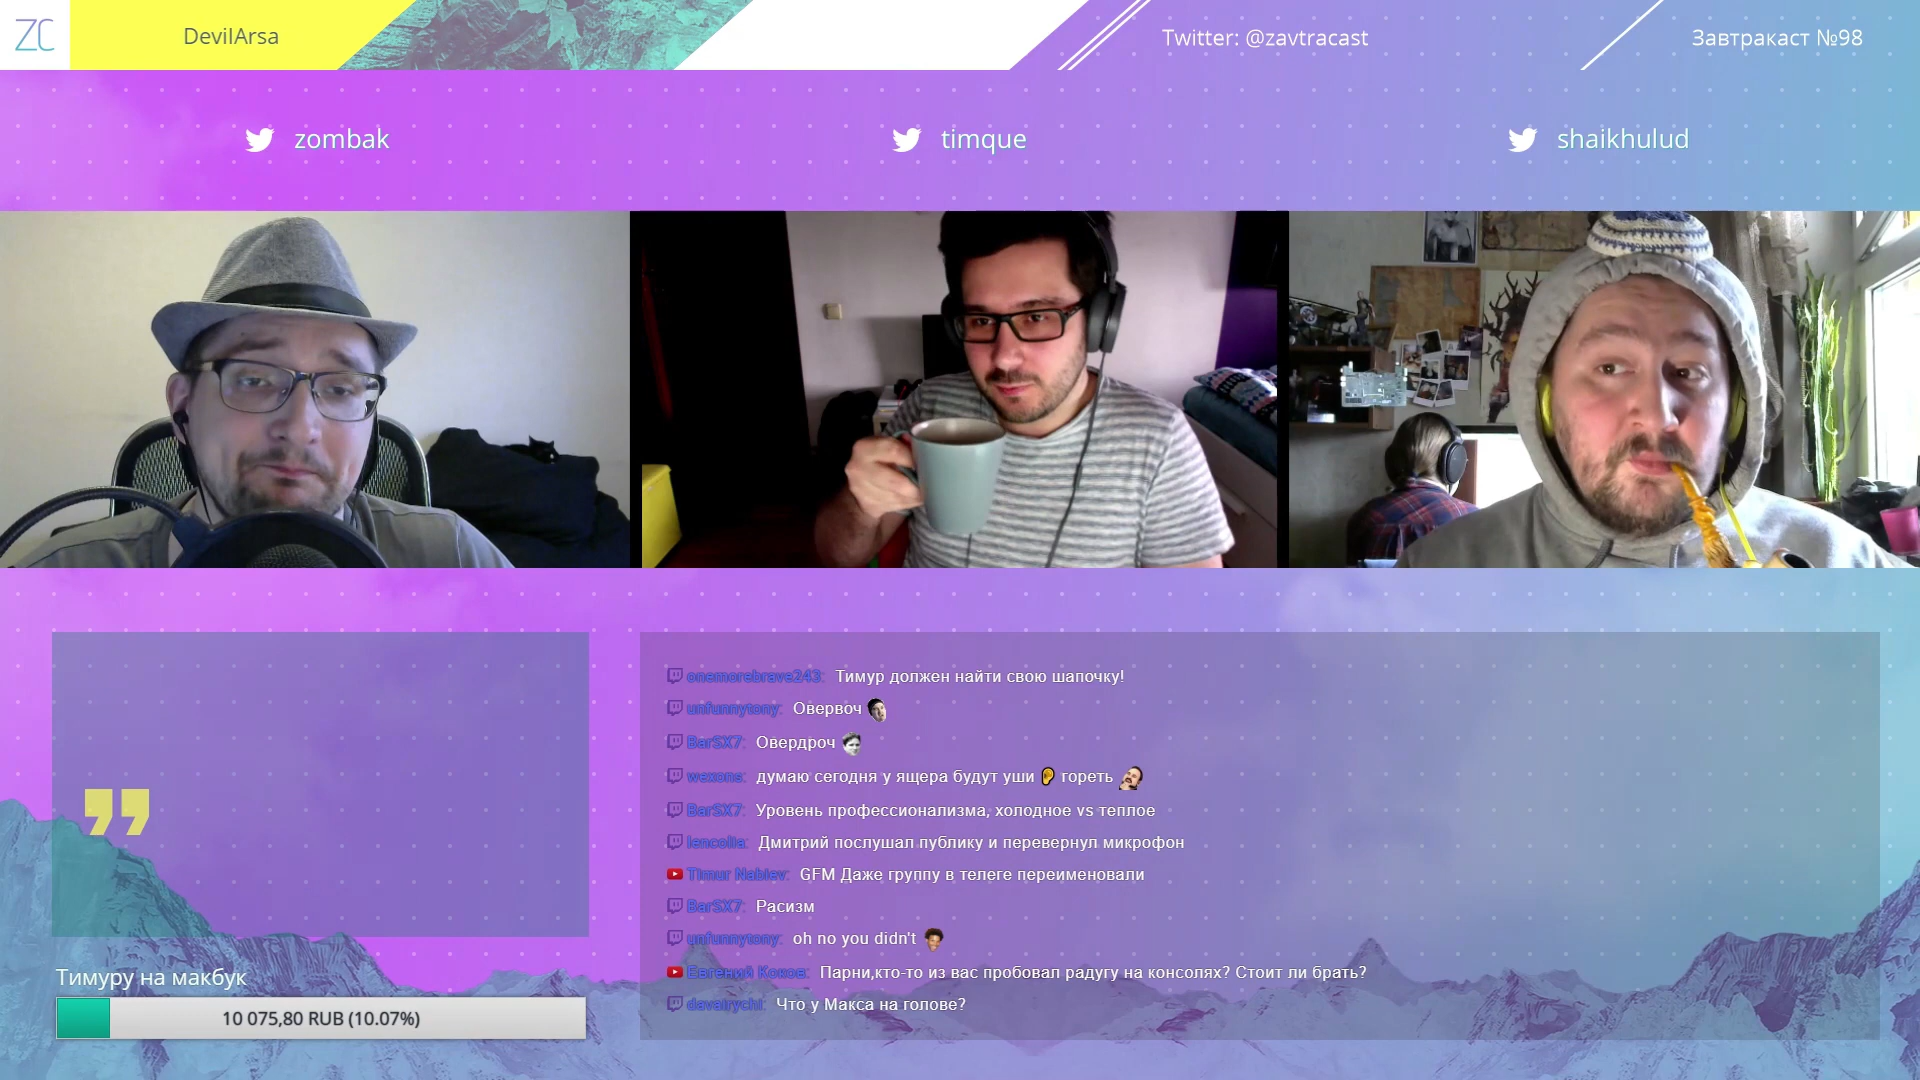 ZC
DevilArsa
Twitter: @zavtracast
Завтракаст №98
zombak
timque
shaikhulud
onemorebrave243: Тимур должен найти свою шапочку!
unfunnytony: Овервоч
BarSX7: Овердроч
wexons: думаю сегодня у ящера будут уши гореть
BarSX7: Уровень профессионализма, холодное vs теплое
lencolia: Дмитрий послушал публику и перевернул микрофон
Timur Nabiev: GFM Даже группу в телеге переименовали
BarSX7: Расизм
unfunnytony: oh no you didn't
Евгений Коков: Парни,кто-то из вас пробовал радугу на консолях? Стоит ли брать?
davairychi: Что у Макса на голове?
Тимуру на макбук
10 075,80 RUB (10.07%)